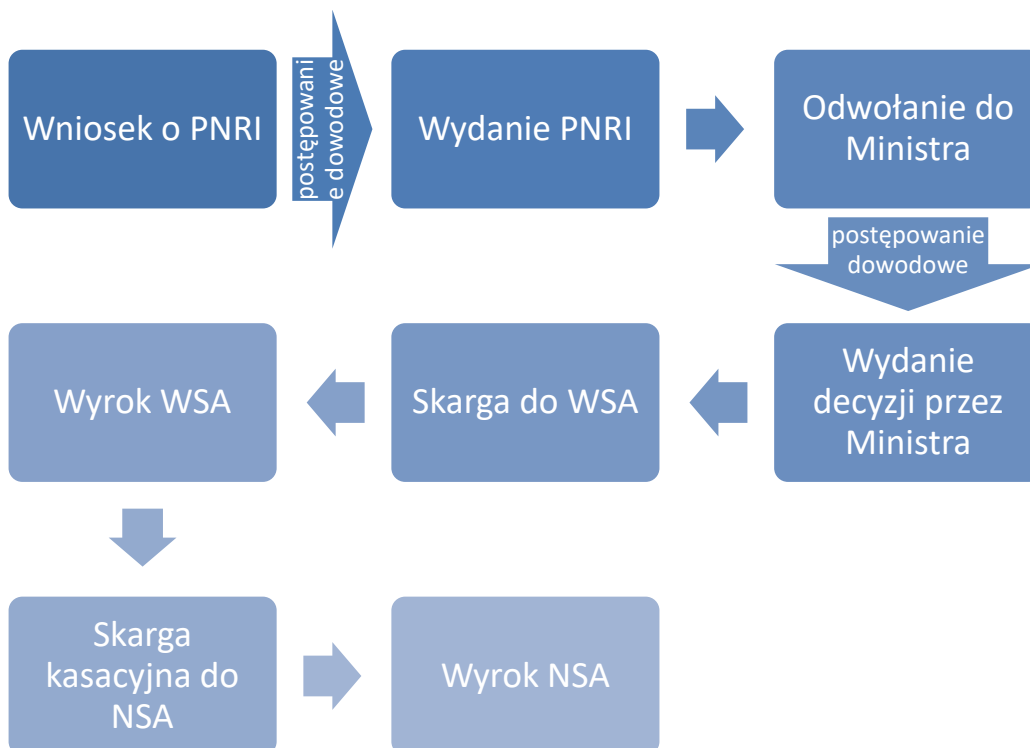 Wniosek o PNRI
postępowani
e dowodowe
Wydanie PNRI
Odwołanie do
Ministra
postępowanie
dowodowe
Wydanie
decyzji przez
Ministra
Skarga do WSA
Wyrok WSA
Skarga
kasacyjna do
NSA
Wyrok NSA